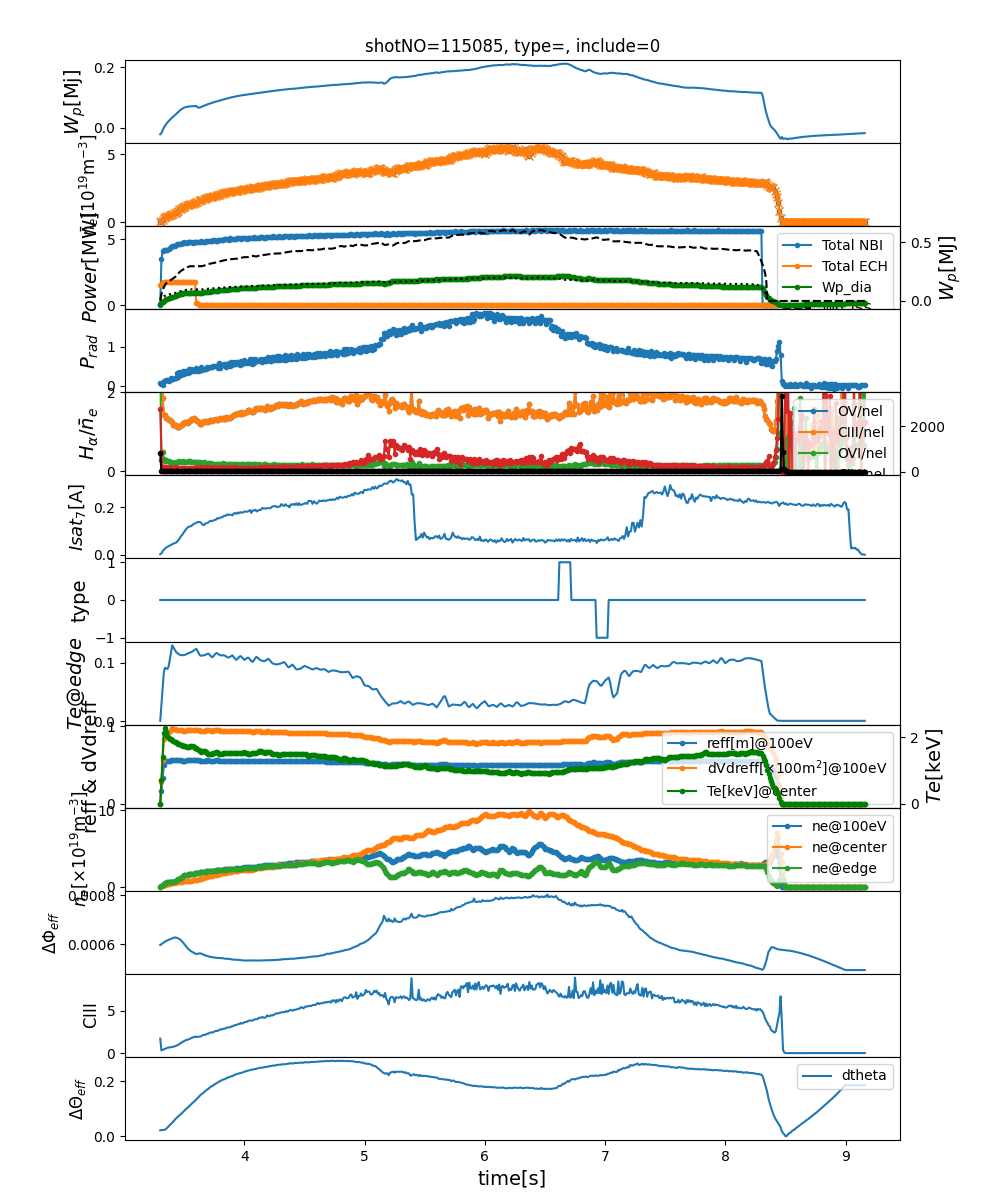 shotNO=115085, type=, include=0
W_p[Mj]
0.2
0.0
[10^19 m^-3]
5
0
Power[MW]
5
0
Total NBI
Total ECH
Wp_dia
W_p[MJ]
0.5
0.0
P_rad
1
0
H_α/n̄_e
2
0
OV/nel
CIII/nel
OVI/nel
2000
0
Isat_7[A]
0.2
0.0
type
1
0
−1
Te@edge
0.1
0.0
reff & dVdreff
1
0
reff[m]@100eV
dVdreff[×100m^2]@100eV
Te[keV]@center
Te[keV]
2
0
[×10^19 m^-3]
10
0
ne@100eV
ne@center
ne@edge
ΔΦ_eff
0.0008
0.0006
CIII
5
0
ΔΘ_eff
0.2
0.0
dtheta
4 5 6 7 8 9
time[s]